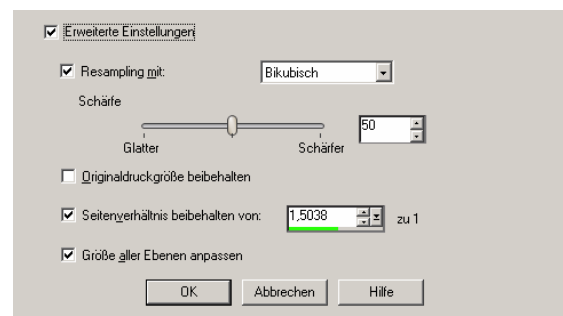 Erweiterte Einstellungen
Resampling mit: Bikubisch
Schärfe
50
Glatter Schärfer
Originaldruckgröße beibehalten
Seitenverhältnis beibehalten von: 1,5038 zu 1
Größe aller Ebenen anpassen
OK Abbrechen Hilfe